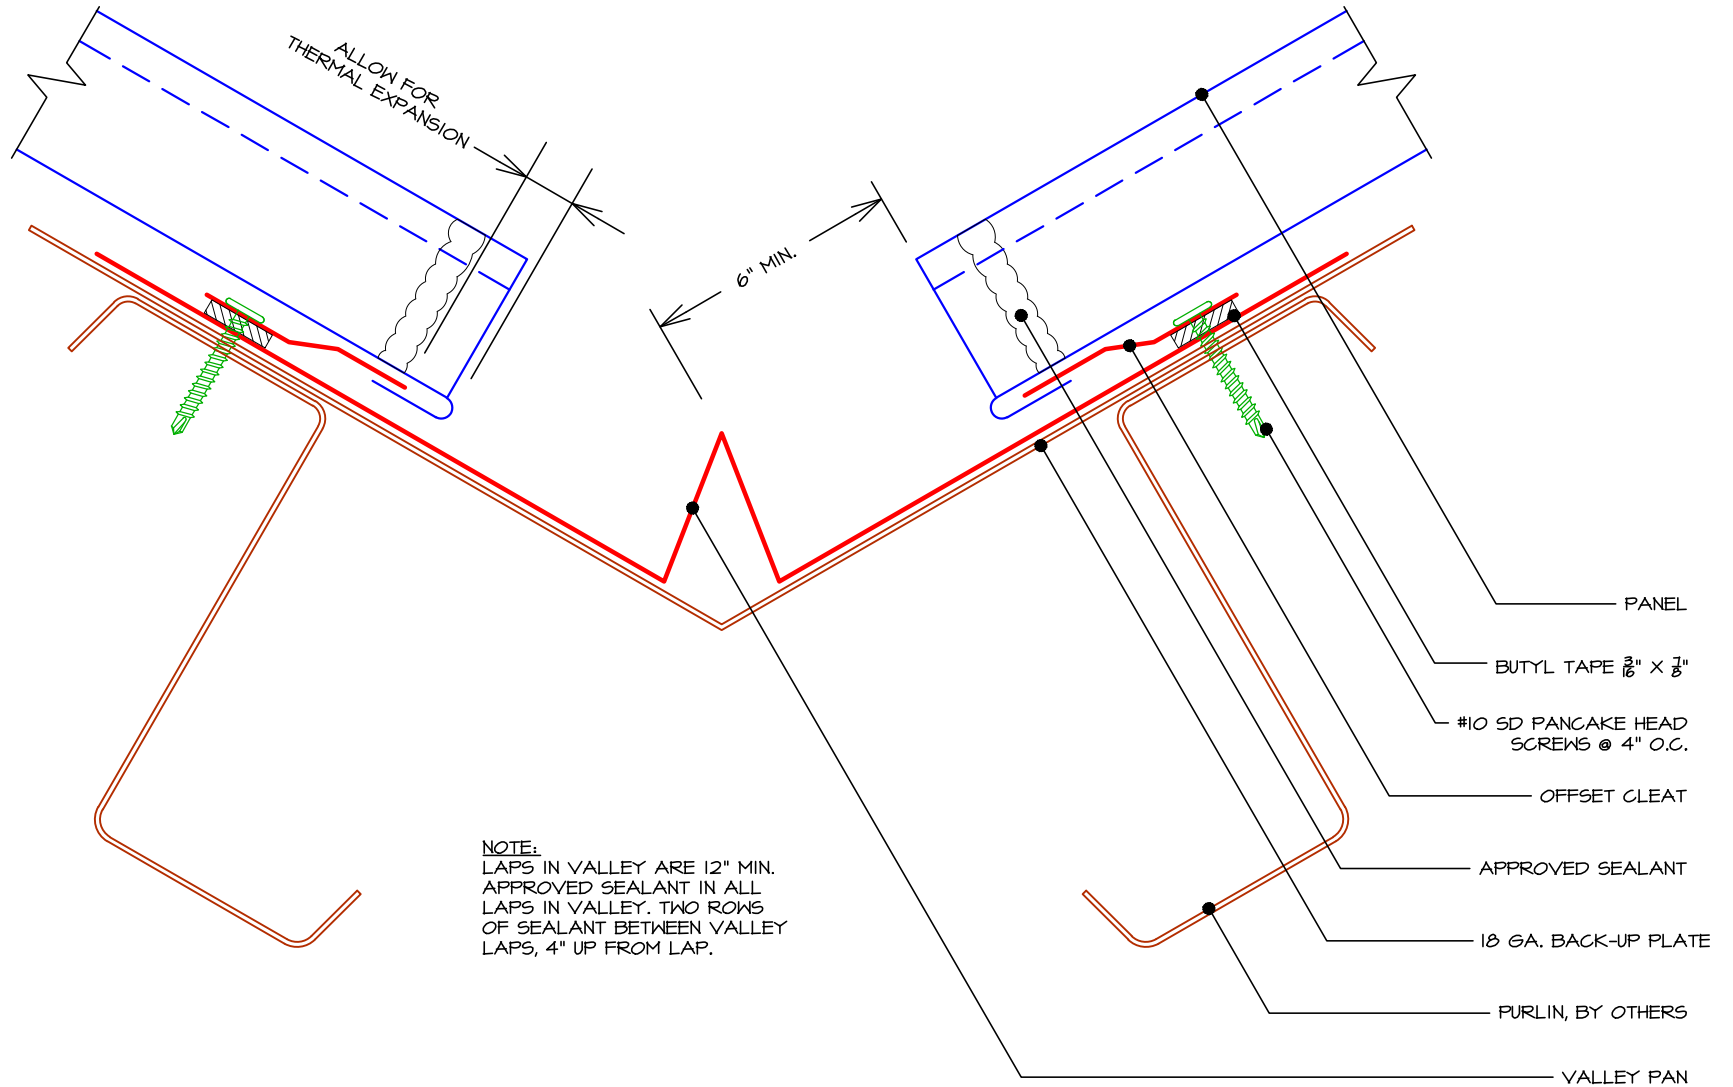 ALLOW FOR
THERMAL EXPANSION
6" MIN.
PANEL
BUTYL TAPE 3/16" X 7/8"
#10 SD PANCAKE HEAD
SCREWS @ 4" O.C.
OFFSET CLEAT
APPROVED SEALANT
18 GA. BACK-UP PLATE
PURLIN, BY OTHERS
VALLEY PAN
NOTE:
LAPS IN VALLEY ARE 12" MIN.
APPROVED SEALANT IN ALL
LAPS IN VALLEY. TWO ROWS
OF SEALANT BETWEEN VALLEY
LAPS, 4" UP FROM LAP.